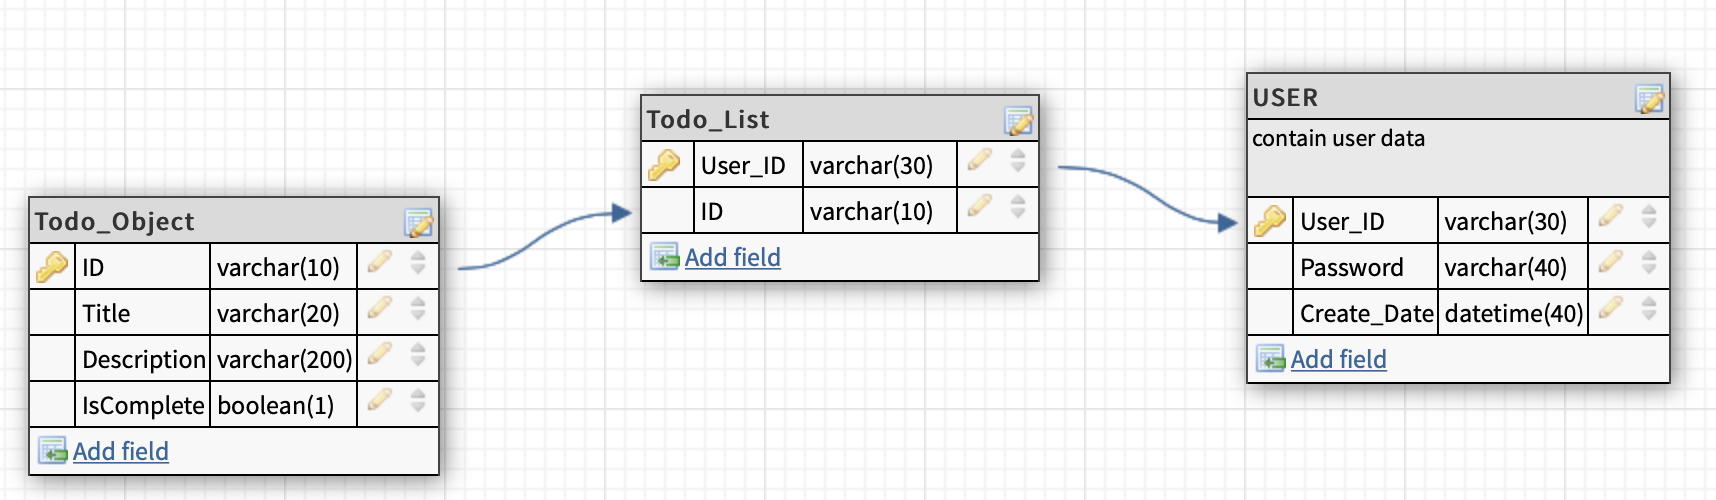 Todo_Object
ID varchar(10)
Title varchar(20)
Description varchar(200)
IsComplete boolean(1)
Add field
Todo_List
User_ID varchar(30)
ID varchar(10)
Add field
USER
contain user data
User_ID varchar(30)
Password varchar(40)
Create_Date datetime(40)
Add field